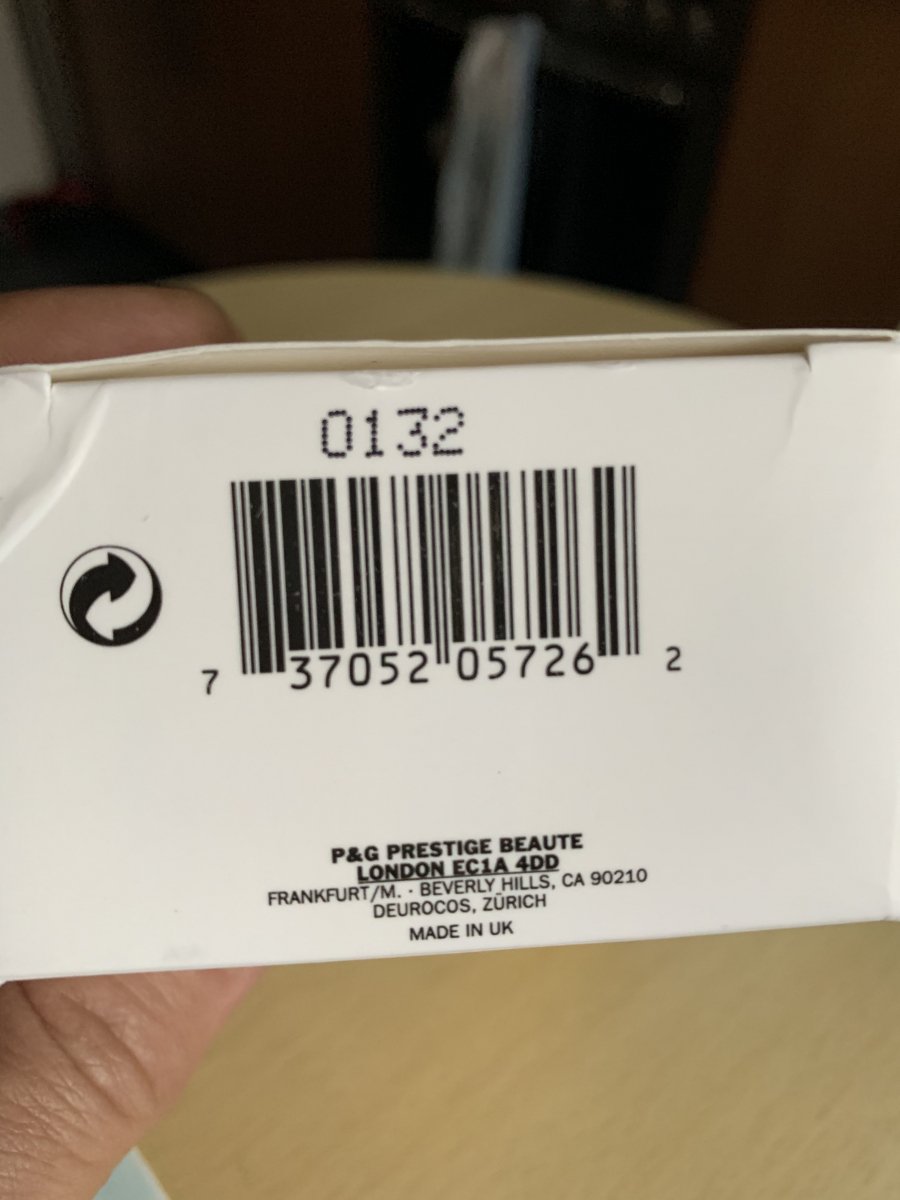 0132
7 37052 05726 2
P&G PRESTIGE BEAUTE
LONDON EC1A 4DD
FRANKFURT/M. · BEVERLY HILLS, CA 90210
DEUROCOS, ZÜRICH
MADE IN UK